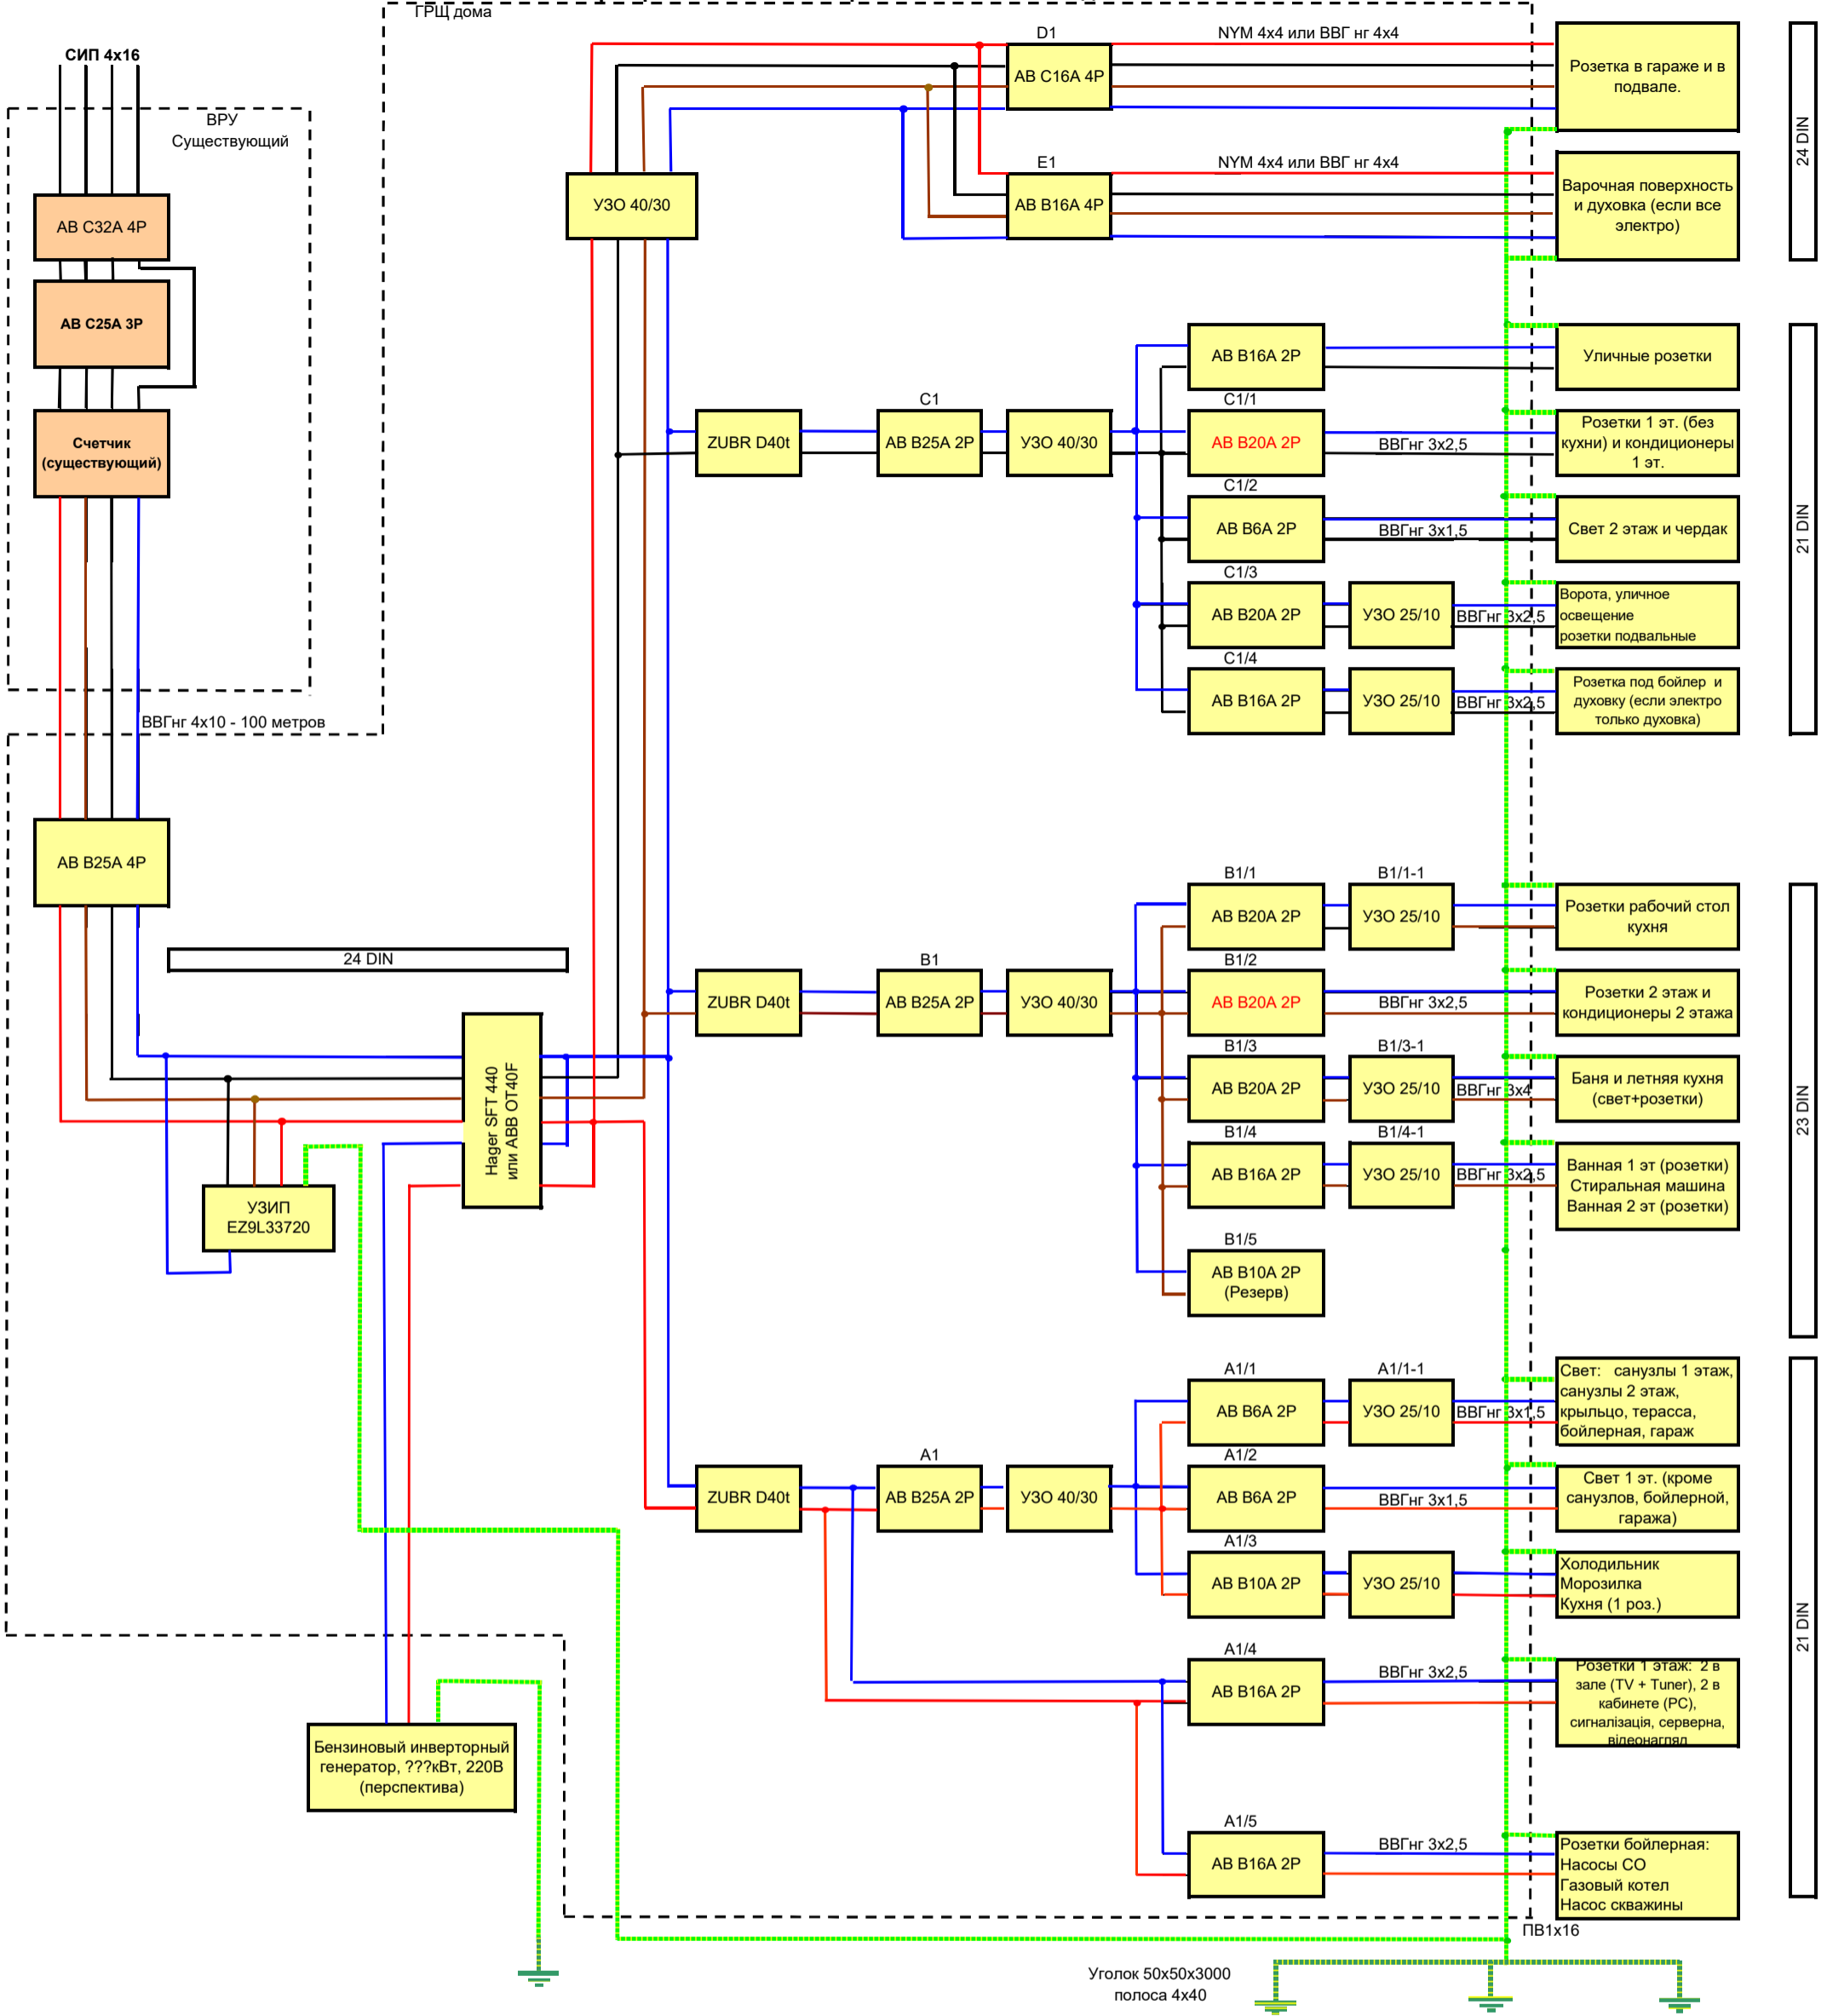 ГРЩ дома
СИП 4х16
ВРУ
Существующий
АВ С32А 4Р
АВ С25А 3Р
Счетчик
(существующий)
ВВГнг 4х10 - 100 метров
АВ В25А 4Р
24 DIN
Hager SFT 440
или ABB OT40F
УЗИП
EZ9L33720
Бензиновый инверторный
генератор, ???кВт, 220В
(перспектива)
УЗО 40/30
D1
АВ С16А 4Р
NYM 4х4 или ВВГ нг 4х4
Розетка в гараже и в
подвале.
E1
АВ В16А 4Р
NYM 4х4 или ВВГ нг 4х4
Варочная поверхность
и духовка (если все
электро)
24 DIN
ZUBR D40t
C1
АВ В25А 2Р
УЗО 40/30
АВ В16А 2Р
Уличные розетки
C1/1
АВ В20А 2Р
ВВГнг 3х2,5
Розетки 1 эт. (без
кухни) и кондиционеры
1 эт.
C1/2
АВ В6А 2Р
ВВГнг 3х1,5
Свет 2 этаж и чердак
C1/3
АВ В20А 2Р
УЗО 25/10
ВВГнг 3х2,5
Ворота, уличное
освещение
розетки подвальные
C1/4
АВ В16А 2Р
УЗО 25/10
ВВГнг 3х2,5
Розетка под бойлер и
духовку (если электро
только духовка)
21 DIN
ZUBR D40t
B1
АВ В25А 2Р
УЗО 40/30
B1/1
АВ В20А 2Р
B1/1-1
УЗО 25/10
Розетки рабочий стол
кухня
B1/2
АВ В20А 2Р
ВВГнг 3х2,5
Розетки 2 этаж и
кондиционеры 2 этажа
B1/3
АВ В20А 2Р
B1/3-1
УЗО 25/10
ВВГнг 3х4
Баня и летняя кухня
(свет+розетки)
B1/4
АВ В16А 2Р
B1/4-1
УЗО 25/10
ВВГнг 3х2,5
Ванная 1 эт (розетки)
Стиральная машина
Ванная 2 эт (розетки)
B1/5
АВ В10А 2Р
(Резерв)
23 DIN
ZUBR D40t
A1
АВ В25А 2Р
УЗО 40/30
A1/1
АВ В6А 2Р
A1/1-1
УЗО 25/10
ВВГнг 3х1,5
Свет: санузлы 1 этаж,
санузлы 2 этаж,
крыльцо, терасса,
бойлерная, гараж
A1/2
АВ В6А 2Р
ВВГнг 3х1,5
Свет 1 эт. (кроме
санузлов, бойлерной,
гаража)
A1/3
АВ В10А 2Р
УЗО 25/10
Холодильник
Морозилка
Кухня (1 роз.)
A1/4
АВ В16А 2Р
ВВГнг 3х2,5
Розетки 1 этаж: 2 в
зале (TV + Tuner), 2 в
кабинете (РС),
сигналізація, серверна,
відеонагляд
A1/5
АВ В16А 2Р
ВВГнг 3х2,5
Розетки бойлерная:
Насосы СО
Газовый котел
Насос скважины
21 DIN
ПВ1х16
Уголок 50х50х3000
полоса 4х40